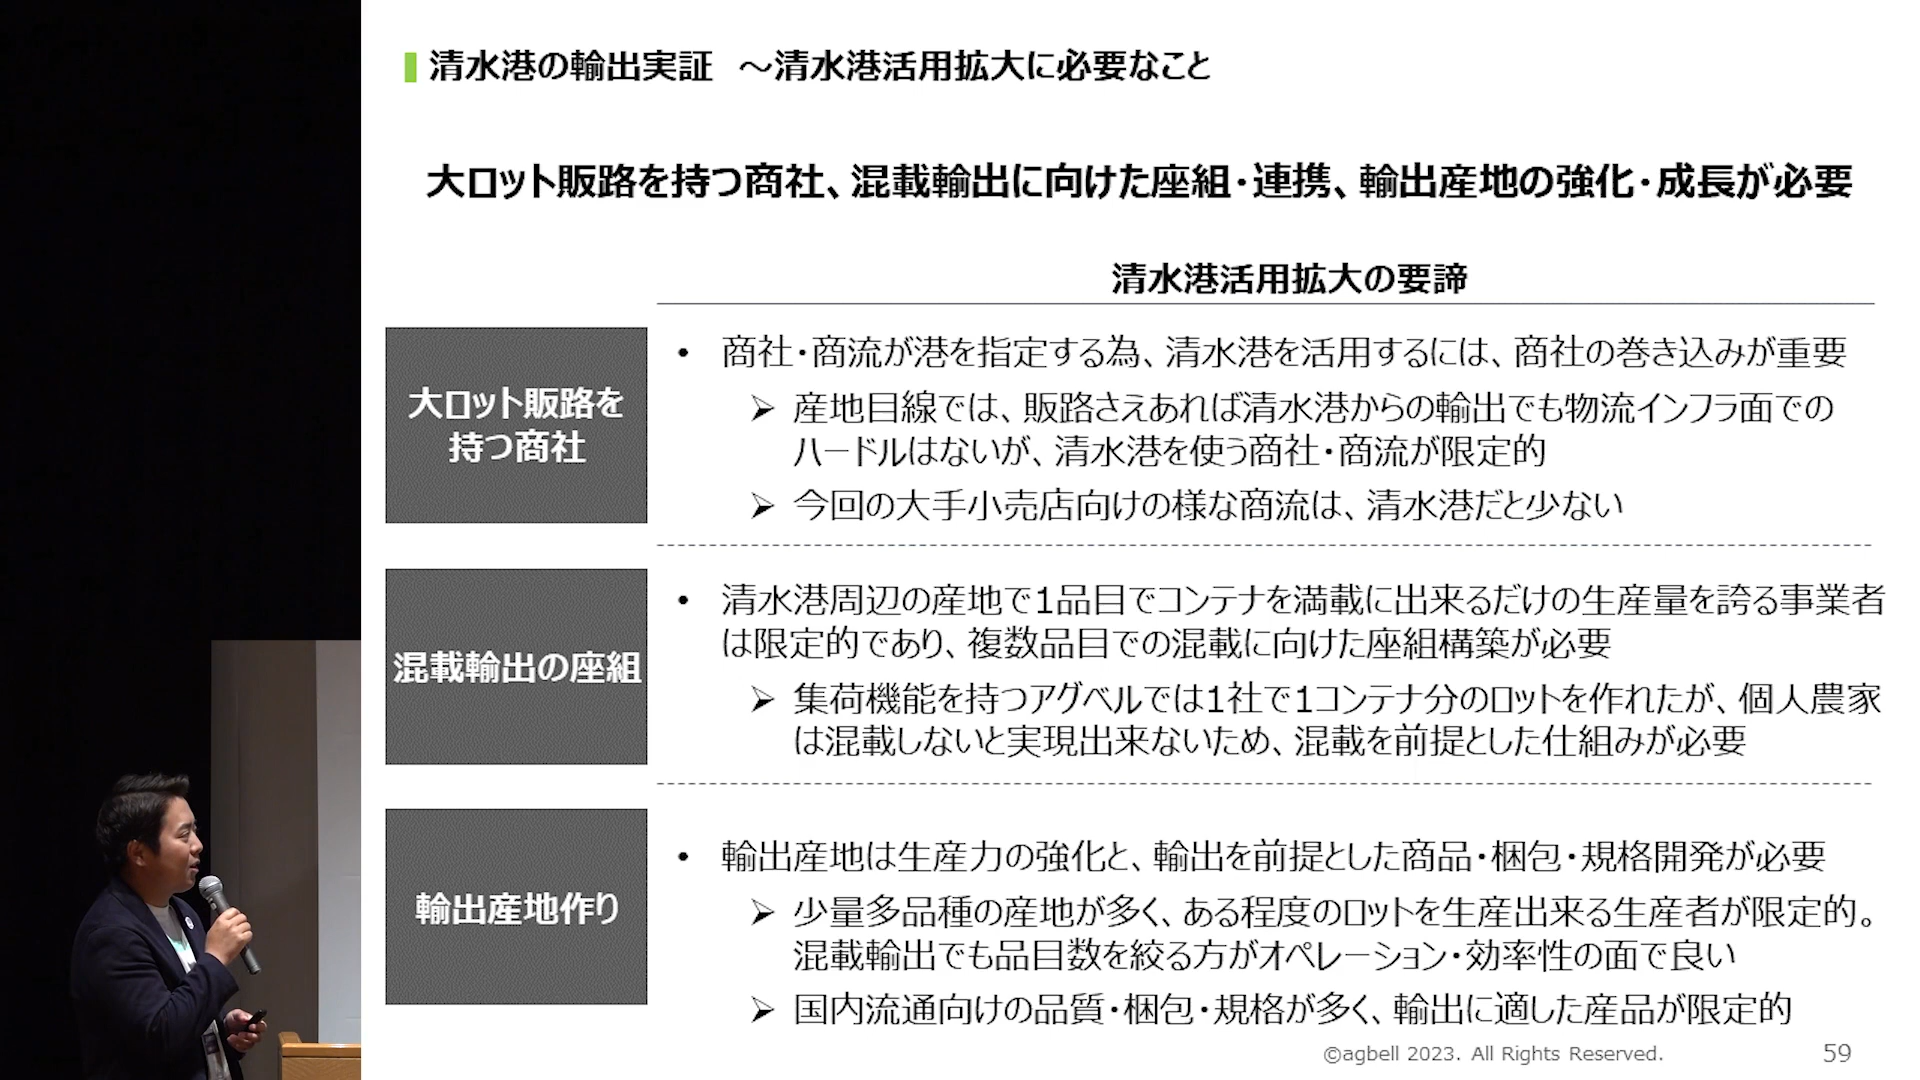 清水港の輸出実証　～清水港活用拡大に必要なこと
大ロット販路を持つ商社、混載輸出に向けた座組・連携、輸出産地の強化・成長が必要
清水港活用拡大の要諦
大ロット販路を
持つ商社
• 商社・商流が港を指定する為、清水港を活用するには、商社の巻き込みが重要
➢ 産地目線では、販路さえあれば清水港からの輸出でも物流インフラ面での
ハードルはないが、清水港を使う商社・商流が限定的
➢ 今回の大手小売店向けの様な商流は、清水港だと少ない
混載輸出の座組
• 清水港周辺の産地で1品目でコンテナを満載に出来るだけの生産量を誇る事業者
は限定的であり、複数品目での混載に向けた座組構築が必要
➢ 集荷機能を持つアグベルでは1社で1コンテナ分のロットを作れたが、個人農家
は混載しないと実現出来ないため、混載を前提とした仕組みが必要
輸出産地作り
• 輸出産地は生産力の強化と、輸出を前提とした商品・梱包・規格開発が必要
➢ 少量多品種の産地が多く、ある程度のロットを生産出来る生産者が限定的。
混載輸出でも品目数を絞る方がオペレーション・効率性の面で良い
➢ 国内流通向けの品質・梱包・規格が多く、輸出に適した産品が限定的
©agbell 2023. All Rights Reserved.
59